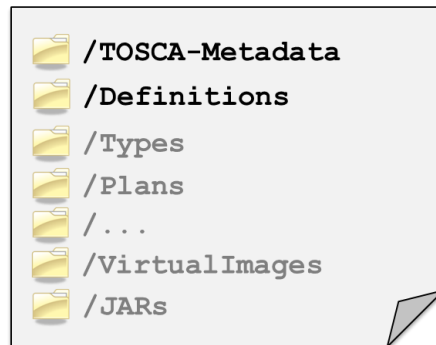 /TOSCA-Metadata
/Definitions
/Types
/Plans
/...
/VirtualImages
/JARs